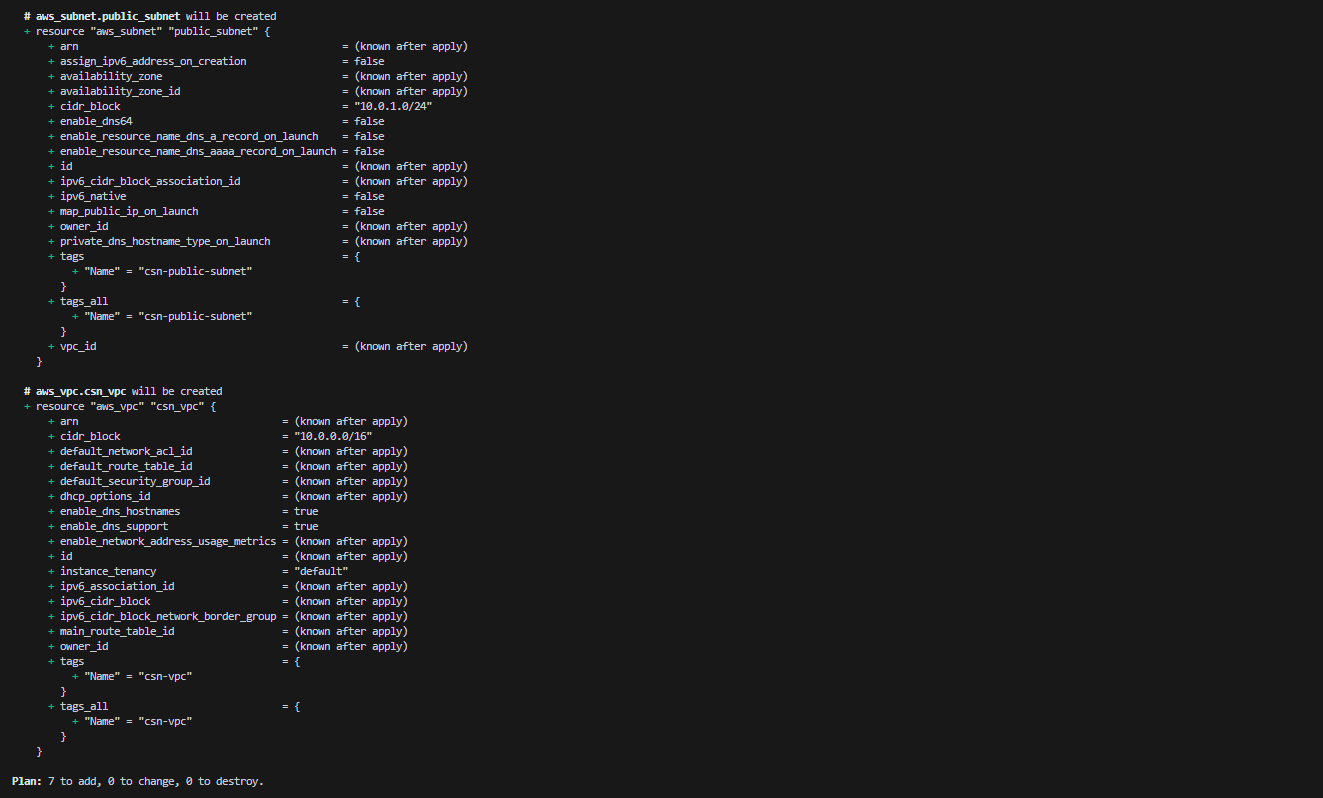 # aws_subnet.public_subnet will be created
+ resource "aws_subnet" "public_subnet" {
+ arn = (known after apply)
+ assign_ipv6_address_on_creation = false
+ availability_zone = (known after apply)
+ availability_zone_id = (known after apply)
+ cidr_block = "10.0.1.0/24"
+ enable_dns64 = false
+ enable_resource_name_dns_a_record_on_launch = false
+ enable_resource_name_dns_aaaa_record_on_launch = false
+ id = (known after apply)
+ ipv6_cidr_block_association_id = (known after apply)
+ ipv6_native = false
+ map_public_ip_on_launch = false
+ owner_id = (known after apply)
+ private_dns_hostname_type_on_launch = (known after apply)
+ tags = {
+ "Name" = "csn-public-subnet"
}
+ tags_all = {
+ "Name" = "csn-public-subnet"
}
+ vpc_id = (known after apply)
}
# aws_vpc.csn_vpc will be created
+ resource "aws_vpc" "csn_vpc" {
+ arn = (known after apply)
+ cidr_block = "10.0.0.0/16"
+ default_network_acl_id = (known after apply)
+ default_route_table_id = (known after apply)
+ default_security_group_id = (known after apply)
+ dhcp_options_id = (known after apply)
+ enable_dns_hostnames = true
+ enable_dns_support = true
+ enable_network_address_usage_metrics = (known after apply)
+ id = (known after apply)
+ instance_tenancy = "default"
+ ipv6_association_id = (known after apply)
+ ipv6_cidr_block = (known after apply)
+ ipv6_cidr_block_network_border_group = (known after apply)
+ main_route_table_id = (known after apply)
+ owner_id = (known after apply)
+ tags = {
+ "Name" = "csn-vpc"
}
+ tags_all = {
+ "Name" = "csn-vpc"
}
}
Plan: 7 to add, 0 to change, 0 to destroy.